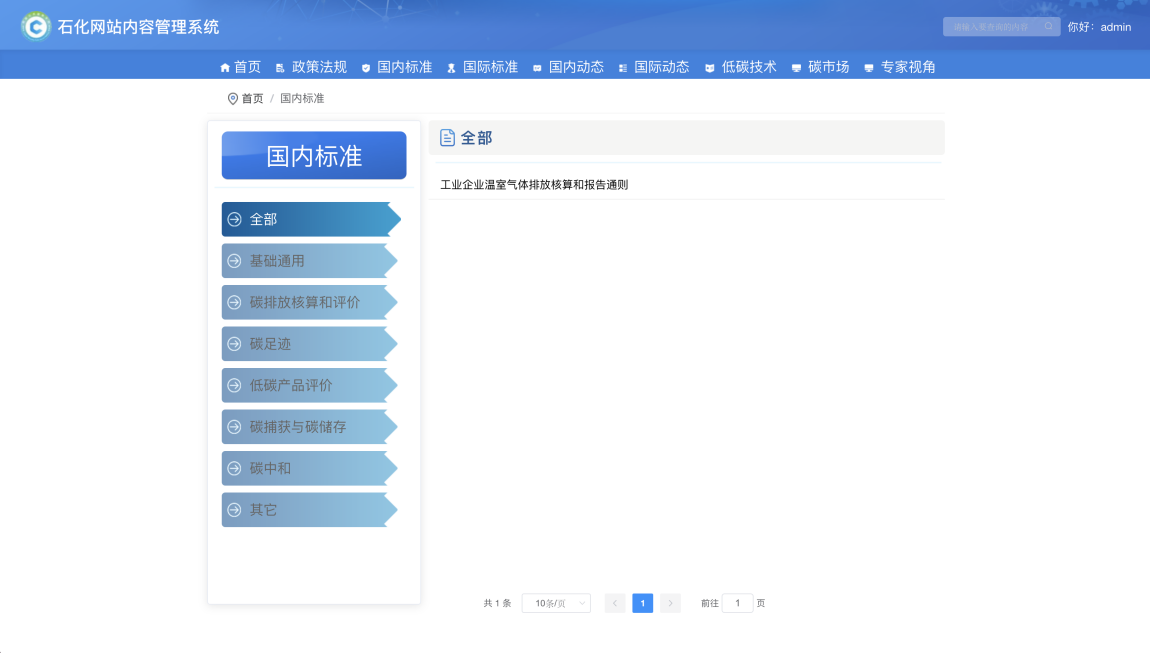 石化网站内容管理系统
请输入要查询的内容
你好：admin
首页 政策法规 国内标准 国际标准 国内动态 国际动态 低碳技术 碳市场 专家视角
首页 / 国内标准
国内标准
全部
基础通用
碳排放核算和评价
碳足迹
低碳产品评价
碳捕获与碳储存
碳中和
其它
全部
工业企业温室气体排放核算和报告通则
共 1 条 10条/页 1 前往 1 页